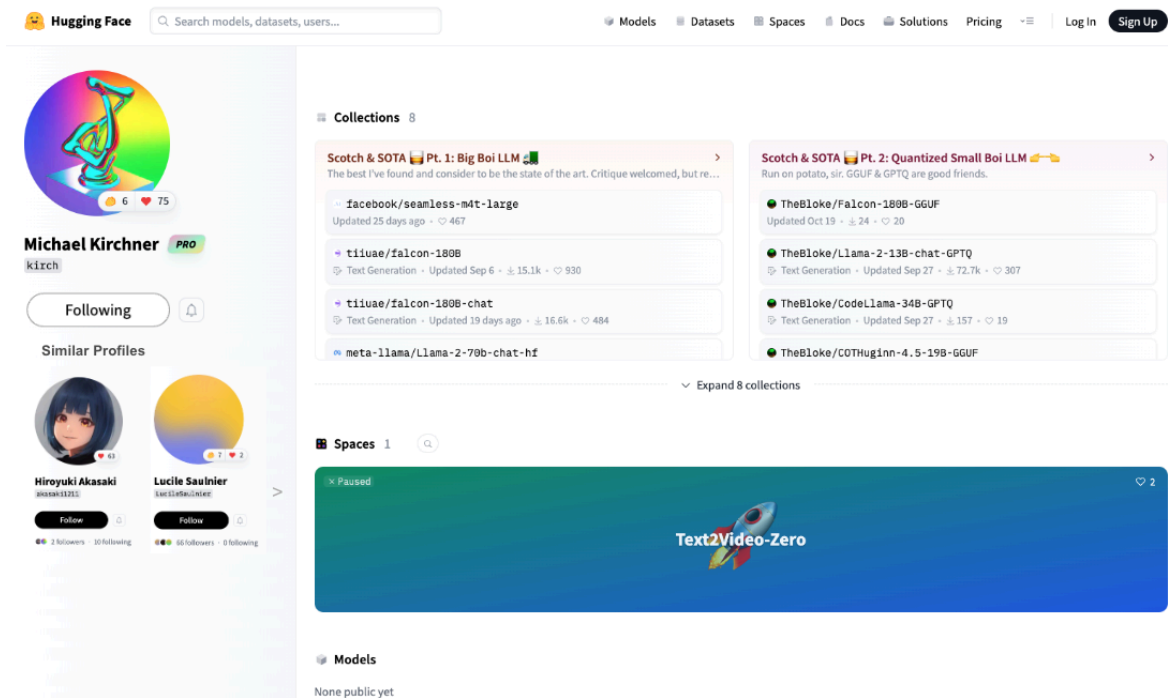 Hugging Face
Search models, datasets, users...
Models
Datasets
Spaces
Docs
Solutions
Pricing
Log In
Sign Up
6 75
Michael Kirchner PRO
kirch
Following
Similar Profiles
63
Hiroyuki Akasaki
akasaki1211
Follow
2 followers · 10 following
7 2
Lucile Saulnier
LucileSaulnier
Follow
66 followers · 0 following
>
Collections 8
Scotch & SOTA 🥃 Pt. 1: Big Boi LLM 🚛
The best I've found and consider to be the state of the art. Critique welcomed, but re...
facebook/seamless-m4t-large
Updated 25 days ago • ♡ 467
tiiuae/falcon-180B
Text Generation • Updated Sep 6 • 15.1k • ♡ 930
tiiuae/falcon-180B-chat
Text Generation • Updated 19 days ago • 16.6k • ♡ 484
meta-llama/Llama-2-70b-chat-hf
Scotch & SOTA 🥃 Pt. 2: Quantized Small Boi LLM 🫱🫲
Run on potato, sir. GGUF & GPTQ are good friends.
TheBloke/Falcon-180B-GGUF
Updated Oct 19 • 24 • ♡ 20
TheBloke/Llama-2-13B-chat-GPTQ
Text Generation • Updated Sep 27 • 72.7k • ♡ 307
TheBloke/CodeLlama-34B-GPTQ
Text Generation • Updated Sep 27 • 157 • ♡ 19
TheBloke/COTHuginn-4.5-19B-GGUF
Expand 8 collections
Spaces 1
× Paused
♡ 2
Text2Video-Zero
Models
None public yet